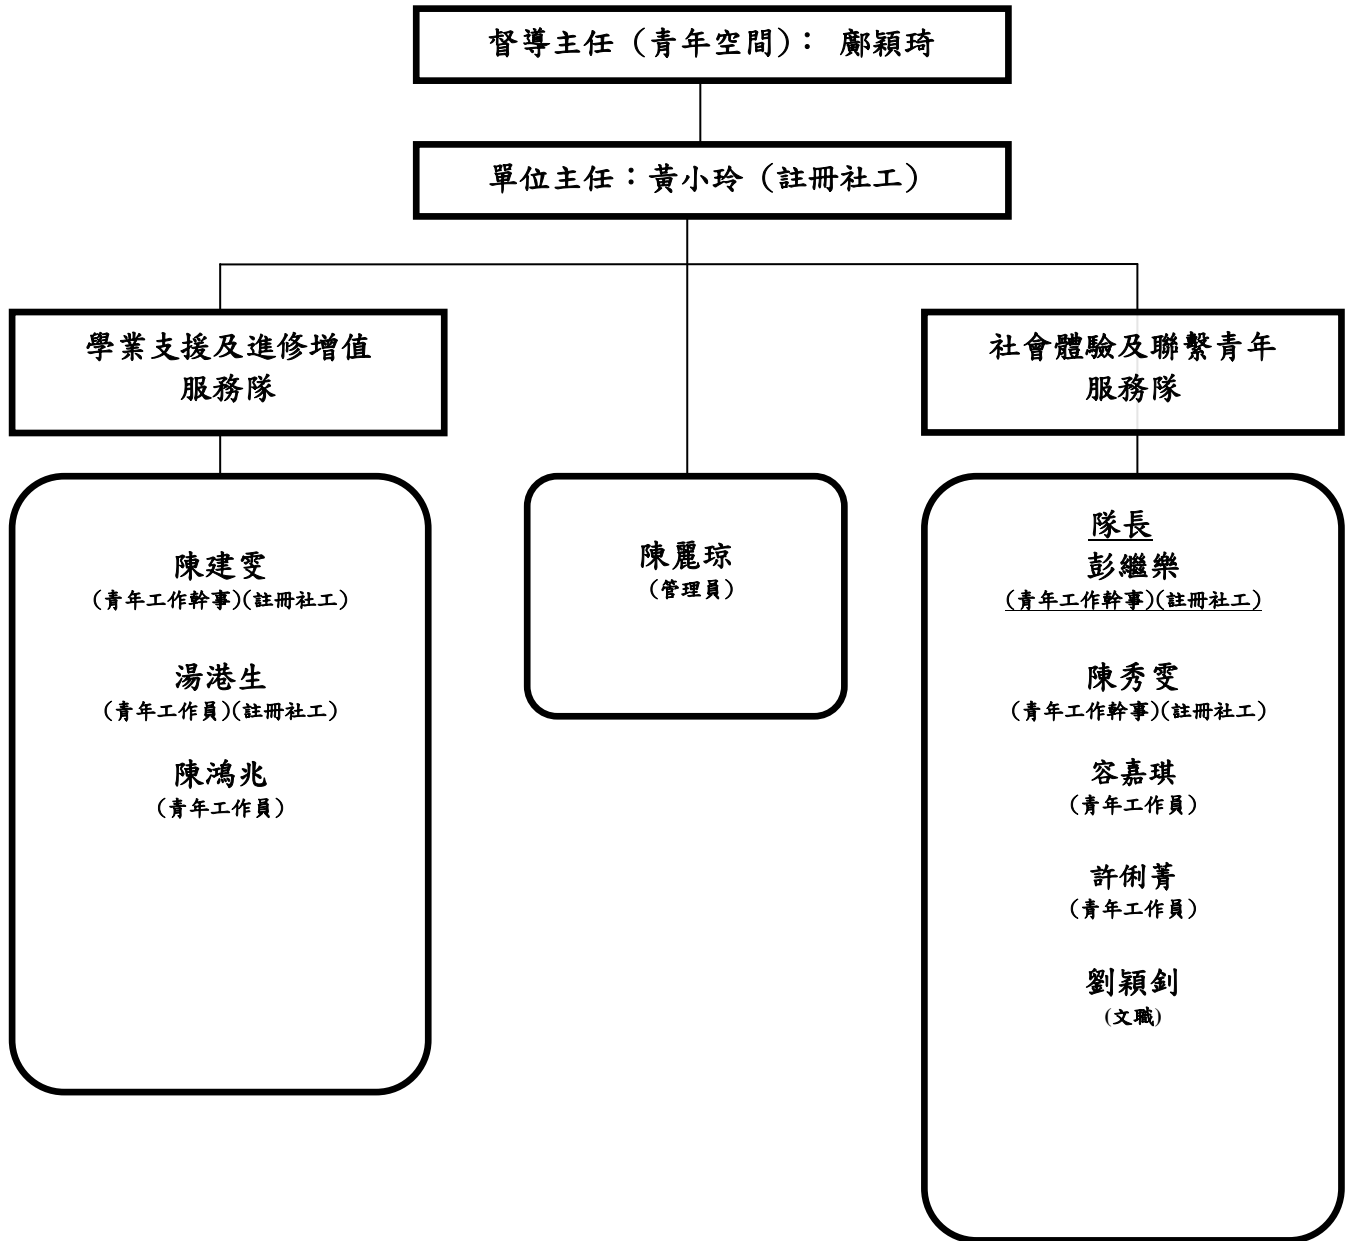 督導主任（青年空間）： 鄺穎琦
單位主任：黃小玲（註冊社工）
學業支援及進修增值
服務隊
社會體驗及聯繫青年
服務隊
陳建雯
（青年工作幹事）(註冊社工）
湯港生
（青年工作員）(註冊社工）
陳鴻兆
（青年工作員）
陳麗琼
（管理員）
隊長
彭繼樂
（青年工作幹事）(註冊社工）
陳秀雯
（青年工作幹事）(註冊社工）
容嘉琪
（青年工作員）
許俐菁
（青年工作員）
劉穎釗
(文職)